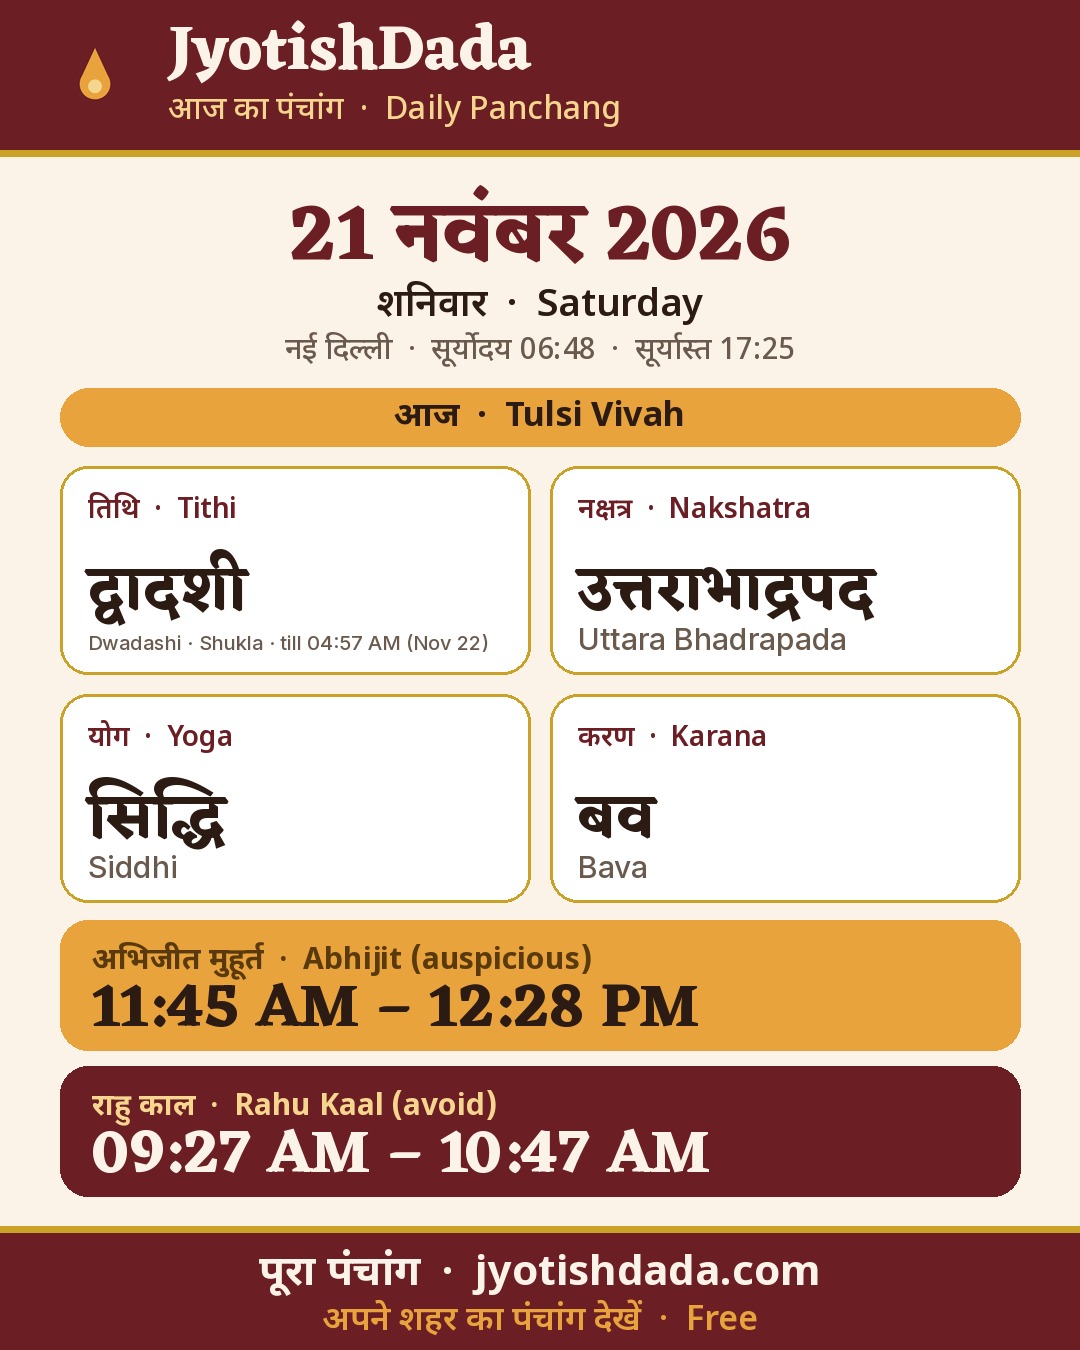 JyotishDada
आज का पंचांग · Daily Panchang
21 नवंबर 2026
शनिवार · Saturday
नई दिल्ली · सूर्योदय 06:48 · सूर्यास्त 17:25
आज · Tulsi Vivah
तिथि · Tithi
द्वादशी
Dwadashi · Shukla · till 04:57 AM (Nov 22)
नक्षत्र · Nakshatra
उत्तराभाद्रपद
Uttara Bhadrapada
योग · Yoga
सिद्धि
Siddhi
करण · Karana
बव
Bava
अभिजीत मुहूर्त · Abhijit (auspicious)
11:45 AM – 12:28 PM
राहु काल · Rahu Kaal (avoid)
09:27 AM – 10:47 AM
पूरा पंचांग · jyotishdada.com
अपने शहर का पंचांग देखें · Free